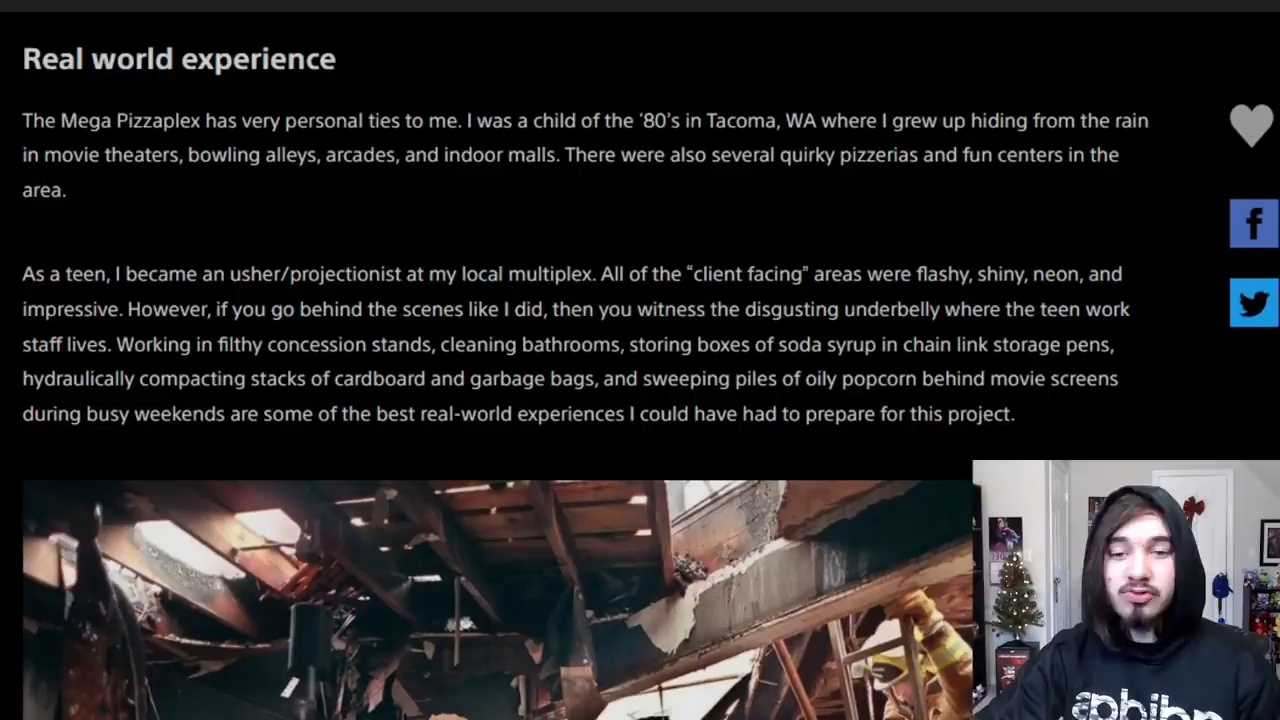 Real world experience
The Mega Pizzaplex has very personal ties to me. I was a child of the ‘80’s in Tacoma, WA where I grew up hiding from the rain
in movie theaters, bowling alleys, arcades, and indoor malls. There were also several quirky pizzerias and fun centers in the
area.
As a teen, I became an usher/projectionist at my local multiplex. All of the “client facing” areas were flashy, shiny, neon, and
impressive. However, if you go behind the scenes like I did, then you witness the disgusting underbelly where the teen work
staff lives. Working in filthy concession stands, cleaning bathrooms, storing boxes of soda syrup in chain link storage pens,
hydraulically compacting stacks of cardboard and garbage bags, and sweeping piles of oily popcorn behind movie screens
during busy weekends are some of the best real-world experiences I could have had to prepare for this project.